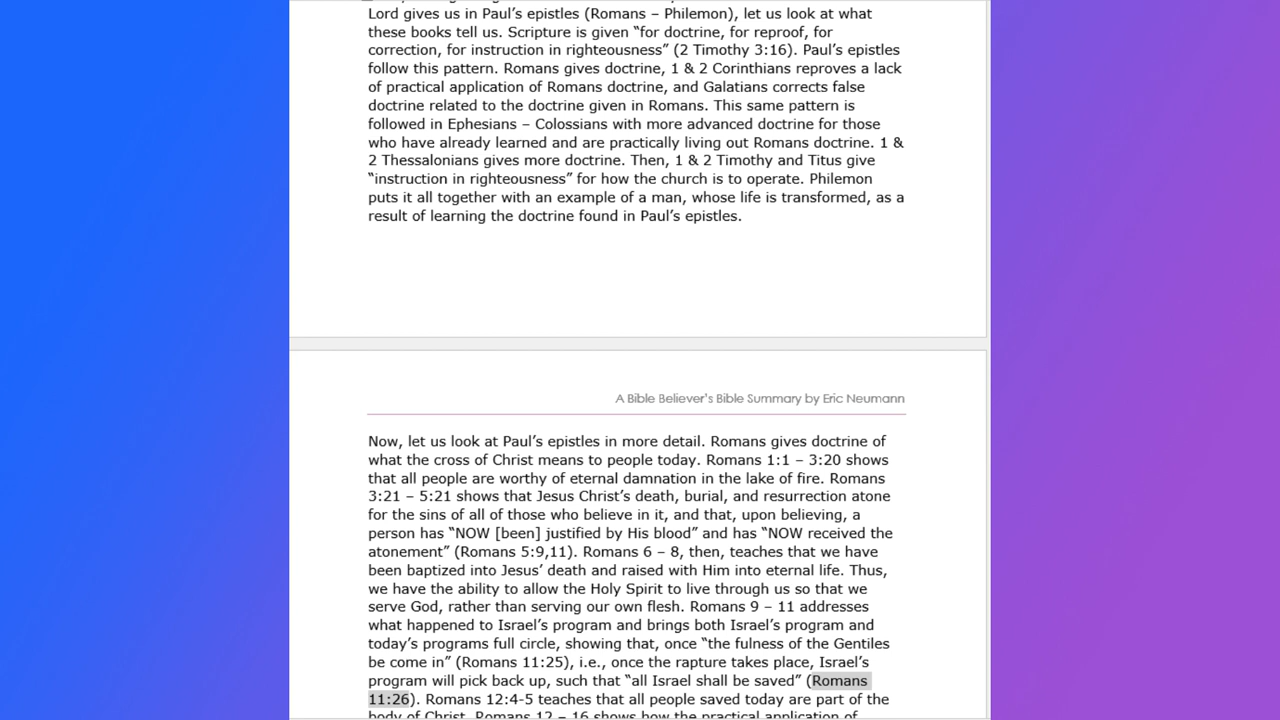 Lord gives us in Paul’s epistles (Romans – Philemon), let us look at what
these books tell us. Scripture is given “for doctrine, for reproof, for
correction, for instruction in righteousness” (2 Timothy 3:16). Paul’s epistles
follow this pattern. Romans gives doctrine, 1 & 2 Corinthians reproves a lack
of practical application of Romans doctrine, and Galatians corrects false
doctrine related to the doctrine given in Romans. This same pattern is
followed in Ephesians – Colossians with more advanced doctrine for those
who have already learned and are practically living out Romans doctrine. 1 &
2 Thessalonians gives more doctrine. Then, 1 & 2 Timothy and Titus give
“instruction in righteousness” for how the church is to operate. Philemon
puts it all together with an example of a man, whose life is transformed, as a
result of learning the doctrine found in Paul’s epistles.
A Bible Believer’s Bible Summary by Eric Neumann
Now, let us look at Paul’s epistles in more detail. Romans gives doctrine of
what the cross of Christ means to people today. Romans 1:1 – 3:20 shows
that all people are worthy of eternal damnation in the lake of fire. Romans
3:21 – 5:21 shows that Jesus Christ’s death, burial, and resurrection atone
for the sins of all of those who believe in it, and that, upon believing, a
person has “NOW [been] justified by His blood” and has “NOW received the
atonement” (Romans 5:9,11). Romans 6 – 8, then, teaches that we have
been baptized into Jesus’ death and raised with Him into eternal life. Thus,
we have the ability to allow the Holy Spirit to live through us so that we
serve God, rather than serving our own flesh. Romans 9 – 11 addresses
what happened to Israel’s program and brings both Israel’s program and
today’s programs full circle, showing that, once “the fulness of the Gentiles
be come in” (Romans 11:25), i.e., once the rapture takes place, Israel’s
program will pick back up, such that “all Israel shall be saved” (Romans
11:26). Romans 12:4-5 teaches that all people saved today are part of the
body of Christ. Romans 12 – 16 shows how the practical application of